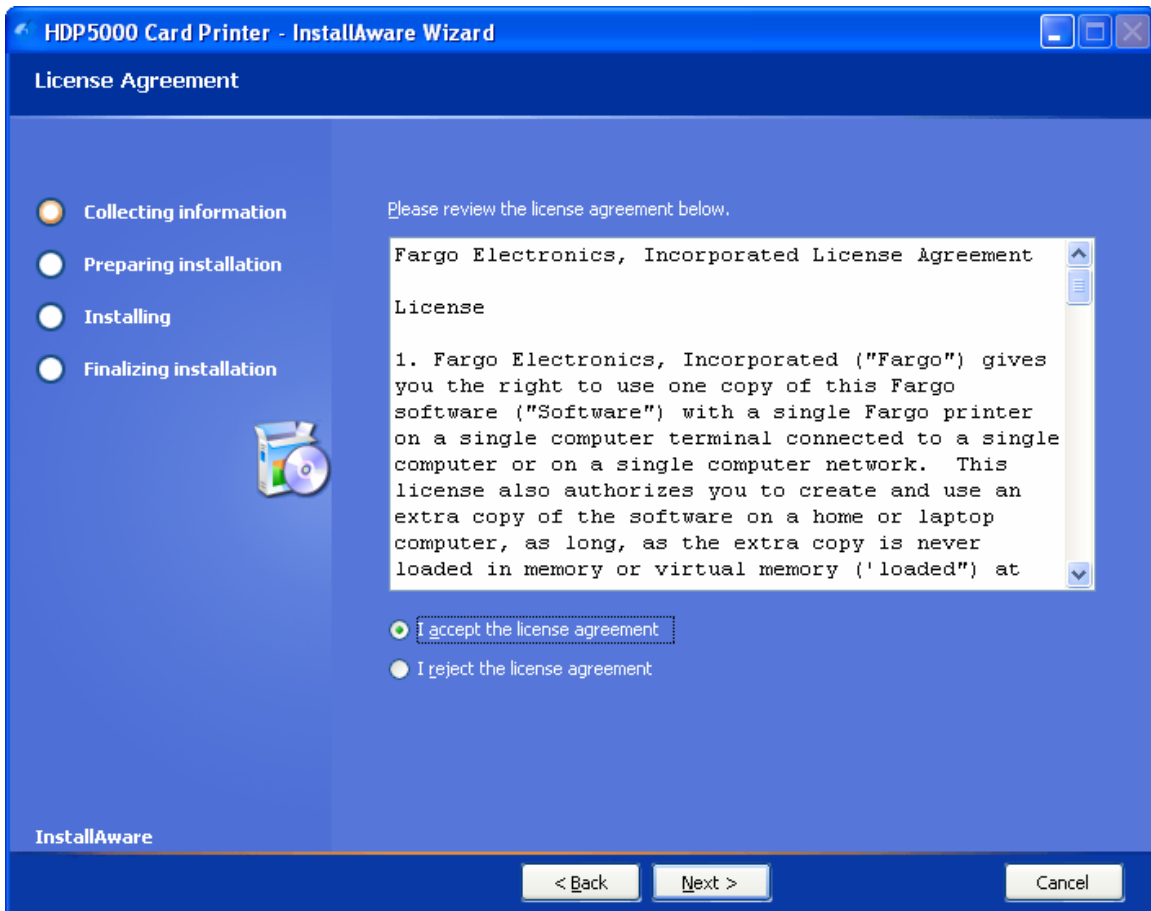 HDP5000 Card Printer - InstallAware Wizard
License Agreement
Collecting information
Preparing installation
Installing
Finalizing installation
Please review the license agreement below.
Fargo Electronics, Incorporated License Agreement
License
1. Fargo Electronics, Incorporated ("Fargo") gives
you the right to use one copy of this Fargo
software ("Software") with a single Fargo printer
on a single computer terminal connected to a single
computer or on a single computer network.  This
license also authorizes you to create and use an
extra copy of the software on a home or laptop
computer, as long, as the extra copy is never
loaded in memory or virtual memory ('loaded") at
I accept the license agreement
I reject the license agreement
InstallAware
< Back
Next >
Cancel